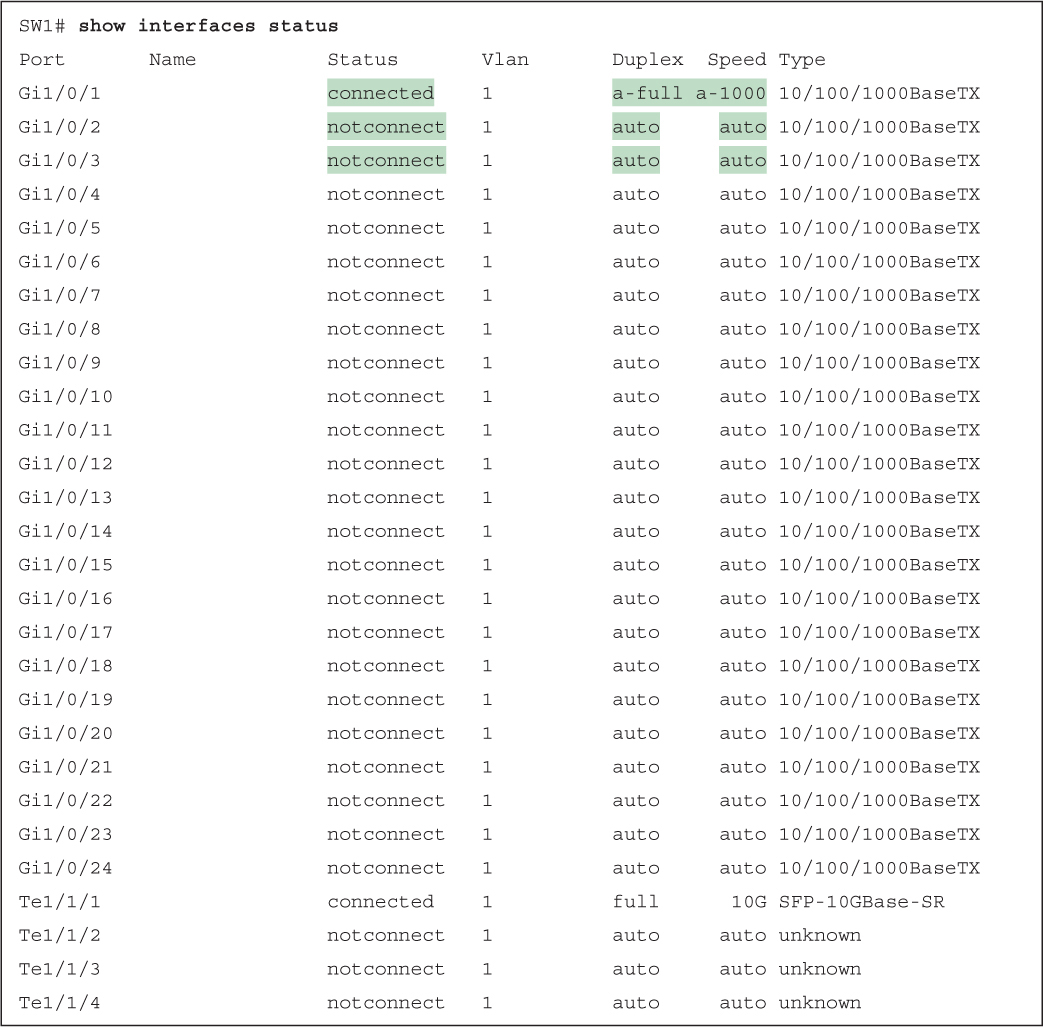 SW1# show interfaces status
Port Name Status Vlan Duplex Speed Type
Gi1/0/1 connected 1 a-full a-1000 10/100/1000BaseTX
Gi1/0/2 notconnect 1 auto auto 10/100/1000BaseTX
Gi1/0/3 notconnect 1 auto auto 10/100/1000BaseTX
Gi1/0/4 notconnect 1 auto auto 10/100/1000BaseTX
Gi1/0/5 notconnect 1 auto auto 10/100/1000BaseTX
Gi1/0/6 notconnect 1 auto auto 10/100/1000BaseTX
Gi1/0/7 notconnect 1 auto auto 10/100/1000BaseTX
Gi1/0/8 notconnect 1 auto auto 10/100/1000BaseTX
Gi1/0/9 notconnect 1 auto auto 10/100/1000BaseTX
Gi1/0/10 notconnect 1 auto auto 10/100/1000BaseTX
Gi1/0/11 notconnect 1 auto auto 10/100/1000BaseTX
Gi1/0/12 notconnect 1 auto auto 10/100/1000BaseTX
Gi1/0/13 notconnect 1 auto auto 10/100/1000BaseTX
Gi1/0/14 notconnect 1 auto auto 10/100/1000BaseTX
Gi1/0/15 notconnect 1 auto auto 10/100/1000BaseTX
Gi1/0/16 notconnect 1 auto auto 10/100/1000BaseTX
Gi1/0/17 notconnect 1 auto auto 10/100/1000BaseTX
Gi1/0/18 notconnect 1 auto auto 10/100/1000BaseTX
Gi1/0/19 notconnect 1 auto auto 10/100/1000BaseTX
Gi1/0/20 notconnect 1 auto auto 10/100/1000BaseTX
Gi1/0/21 notconnect 1 auto auto 10/100/1000BaseTX
Gi1/0/22 notconnect 1 auto auto 10/100/1000BaseTX
Gi1/0/23 notconnect 1 auto auto 10/100/1000BaseTX
Gi1/0/24 notconnect 1 auto auto 10/100/1000BaseTX
Te1/1/1 connected 1 full 10G SFP-10GBase-SR
Te1/1/2 notconnect 1 auto auto unknown
Te1/1/3 notconnect 1 auto auto unknown
Te1/1/4 notconnect 1 auto auto unknown